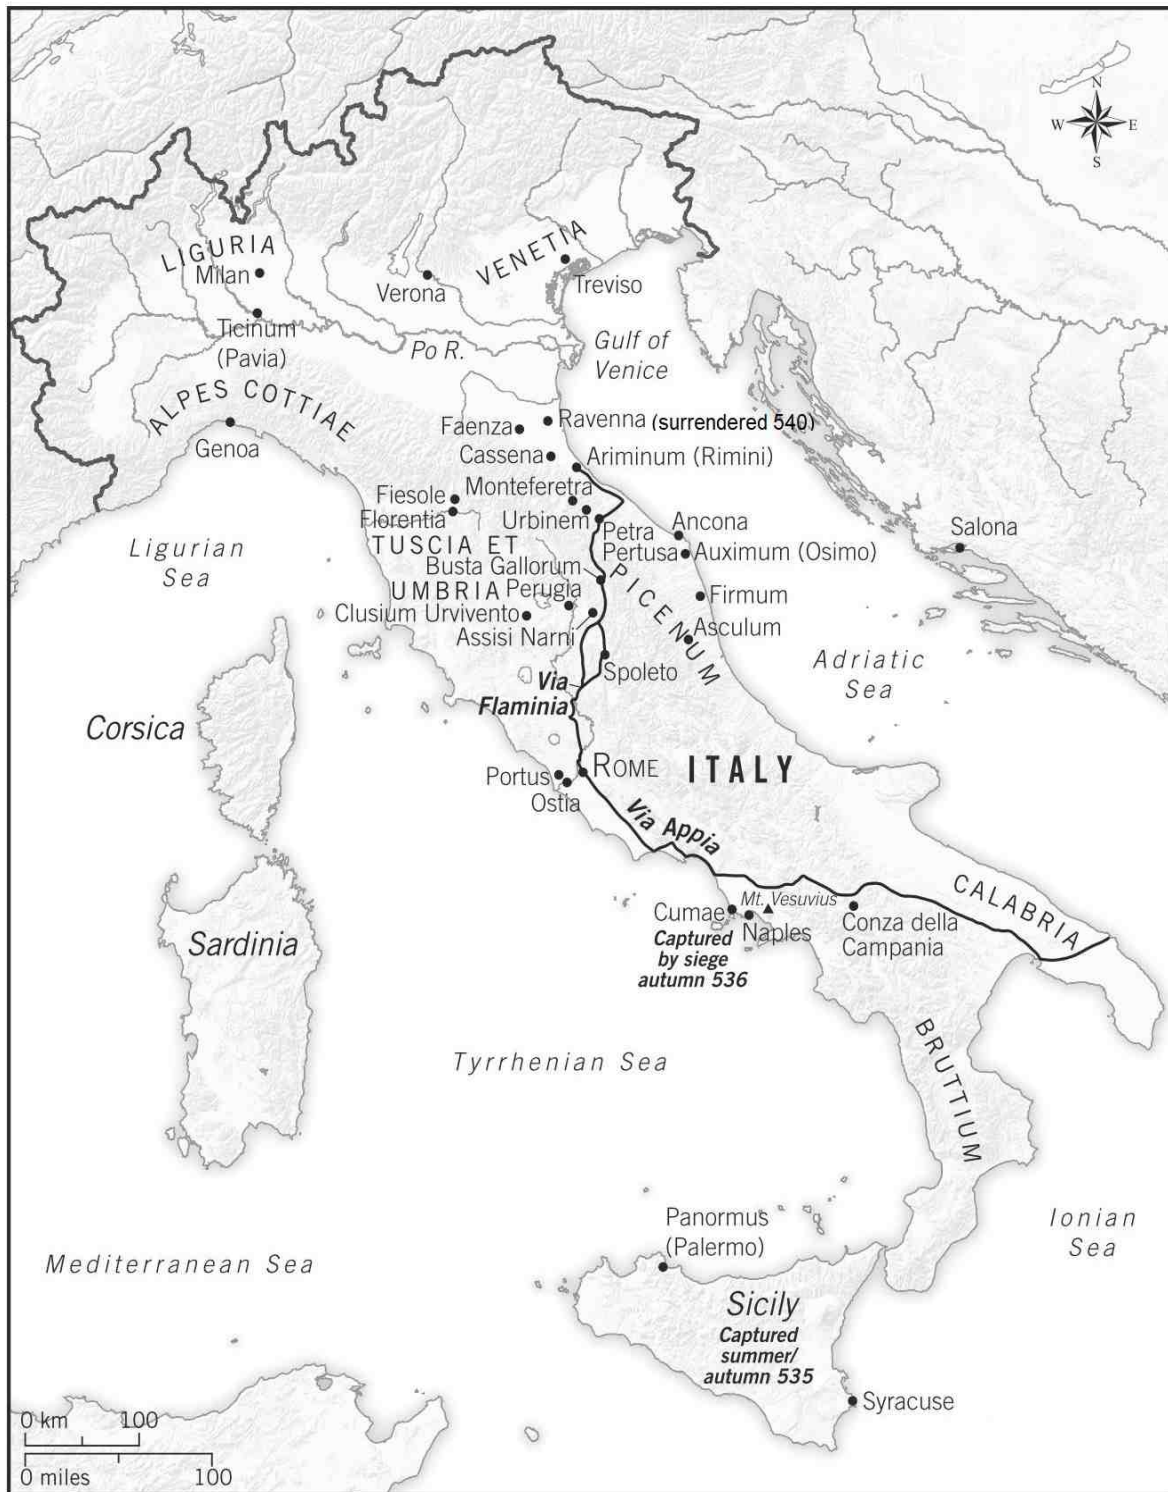 N
W E
S
LIGURIA
Milan
VENETIA
Treviso
Verona
Ticinum
(Pavia)
Po R.
Gulf of
Venice
ALPES COTTIAE
Genoa
Faenza
Ravenna (surrendered 540)
Cassena
Ariminum (Rimini)
Fiesole
Monteferetra
Florentia
Urbinem
Petra
Pertusa
Ancona
Auximum (Osimo)
Salona
Ligurian
Sea
TUSCIA ET
UMBRIA
Busta Gallorum
Perugia
PICENUM
Firmum
Clusium Urvivento
Assisi Narni
Asculum
Spoleto
Adriatic
Sea
Via
Flaminia
Corsica
Portus
ROME
Ostia
ITALY
Via Appia
Mt. Vesuvius
CALABRIA
Cumae
Naples
Captured
by siege
autumn 536
Conza della
Campania
Sardinia
BRUTTIUM
Tyrrhenian Sea
Panormus
(Palermo)
Ionian
Sea
Mediterranean Sea
Sicily
Captured
summer/
autumn 535
Syracuse
0 km 100
0 miles 100